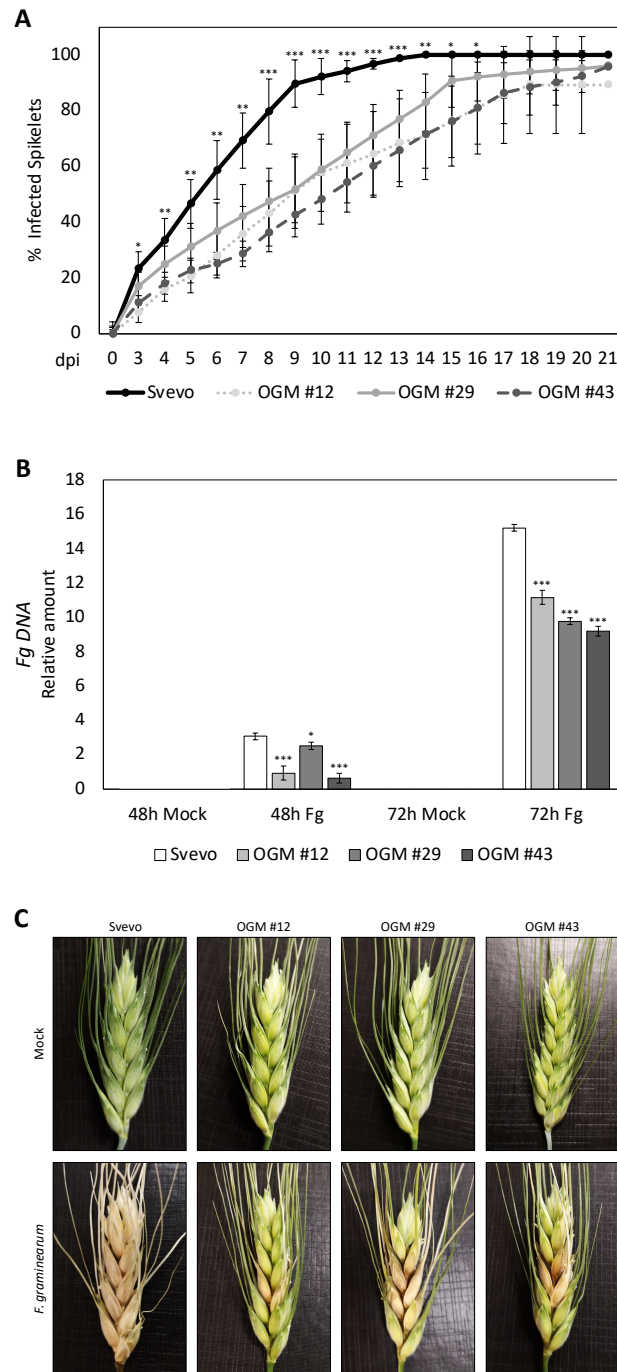 A
% Infected Spikelets
100
80
60
40
20
0
* ** ** ** ** *** *** *** *** *** *** ** * *
dpi 0 3 4 5 6 7 8 9 10 11 12 13 14 15 16 17 18 19 20 21
Svevo OGM #12 OGM #29 OGM #43
B
Fg DNA
Relative amount
18
16
14
12
10
8
6
4
2
0
*** * ***
*** *** ***
48h Mock 48h Fg 72h Mock 72h Fg
Svevo OGM #12 OGM #29 OGM #43
C
Svevo OGM #12 OGM #29 OGM #43
Mock
F. graminearum